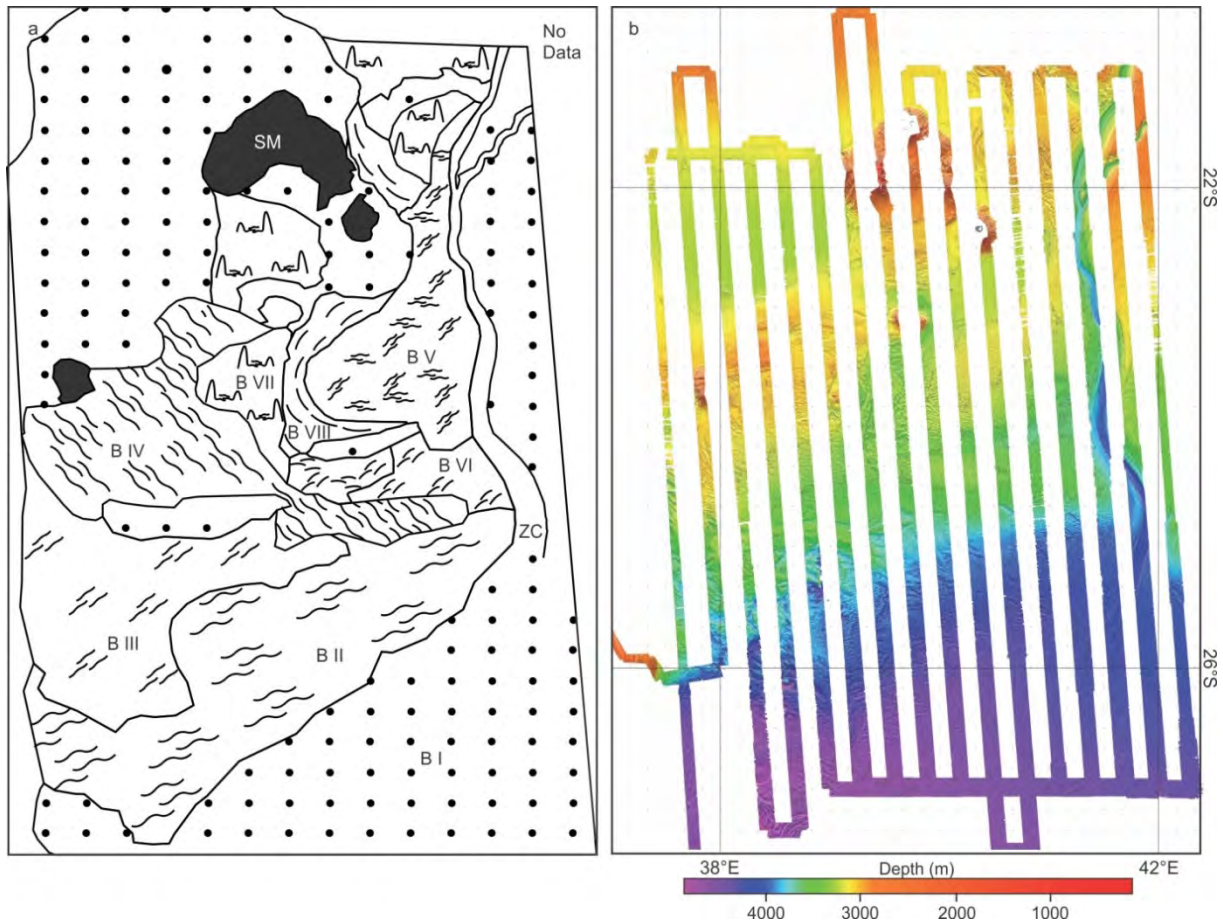 a
No
Data
SM
B V
B VII
B VIII
B IV
B VI
ZC
B III
B II
B I
b
22°S
26°S
38°E
Depth (m)
42°E
4000
3000
2000
1000